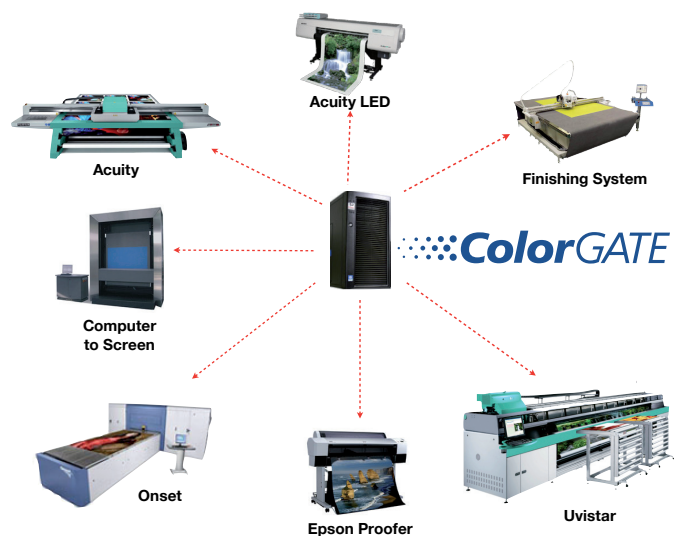 Acuity LED
Acuity
Finishing System
ColorGATE
Computer
to Screen
Onset
Epson Proofer
Uvistar